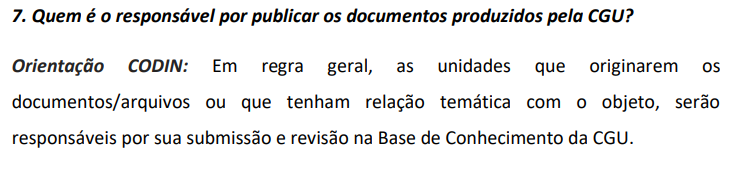 7. Quem é o responsável por publicar os documentos produzidos pela CGU?
Orientação CODIN: Em regra geral, as unidades que originarem os
documentos/arquivos ou que tenham relação temática com o objeto, serão
responsáveis por sua submissão e revisão na Base de Conhecimento da CGU.